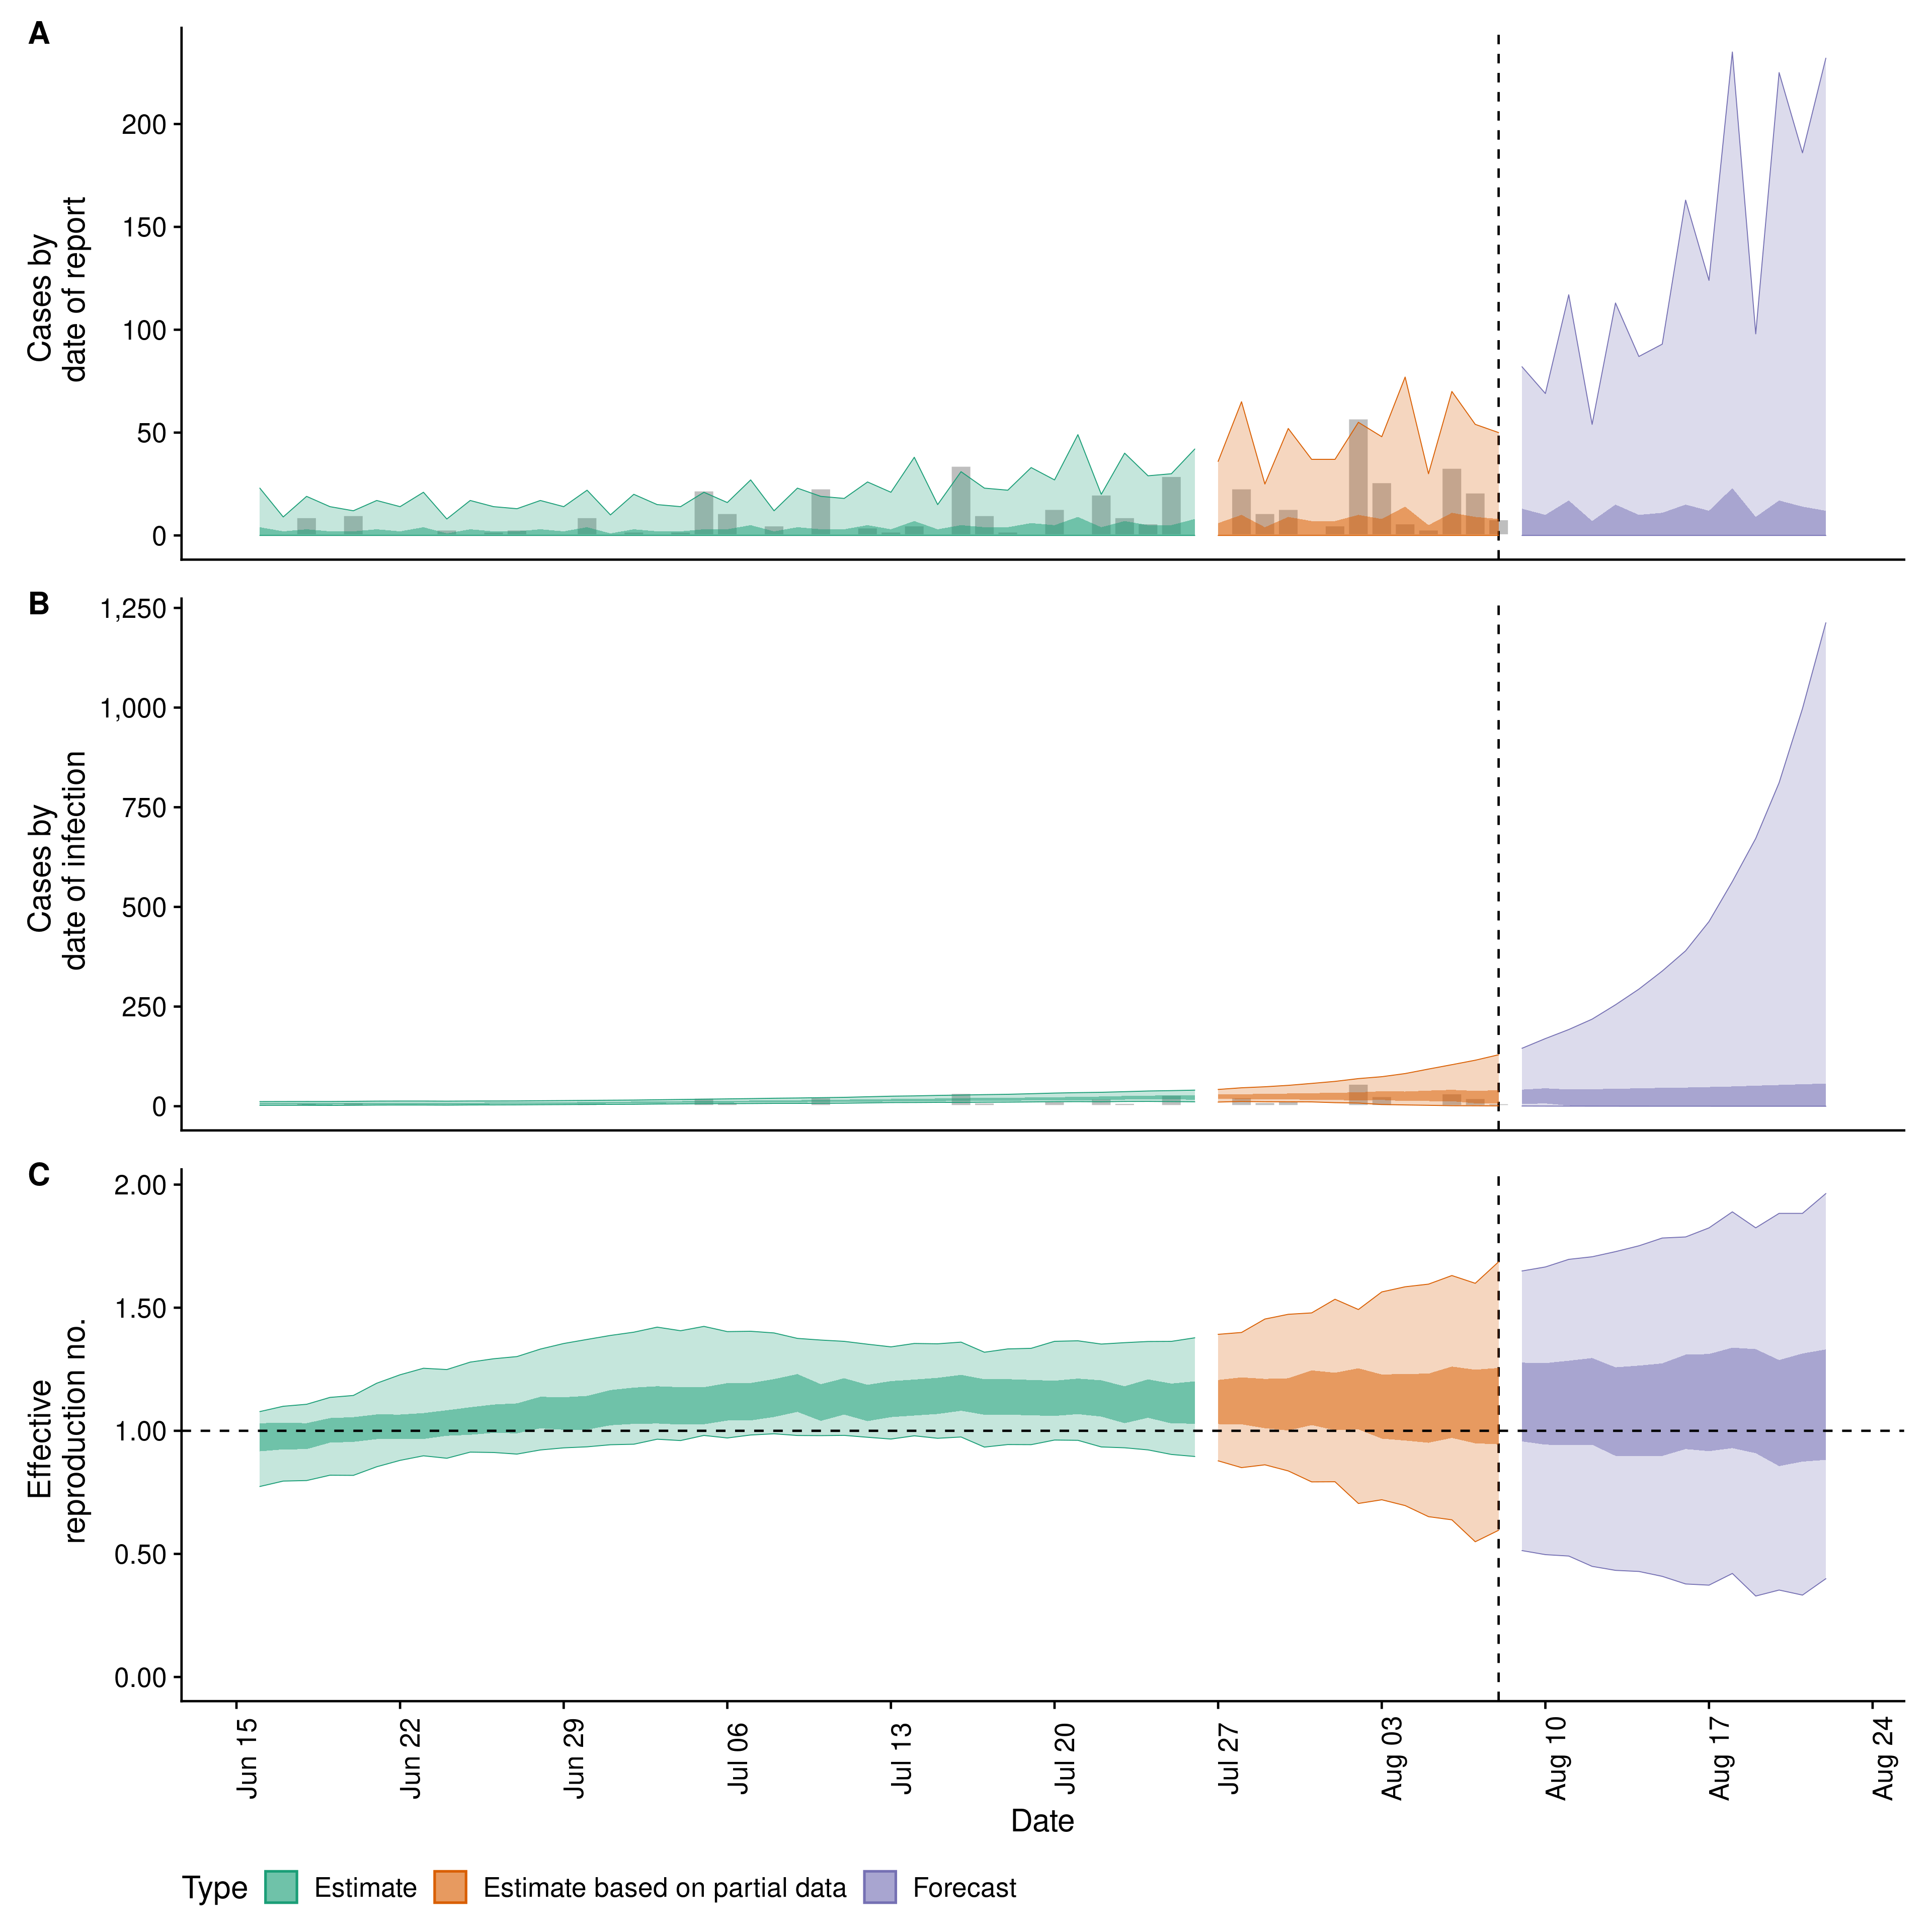 A
Cases by
date of report
200
150
100
50
0
B
Cases by
date of infection
1,250
1,000
750
500
250
0
C
Effective
reproduction no.
2.00
1.50
1.00
0.50
0.00
Jun 15
Jun 22
Jun 29
Jul 06
Jul 13
Jul 20
Jul 27
Aug 03
Aug 10
Aug 17
Aug 24
Date
Type Estimate Estimate based on partial data Forecast